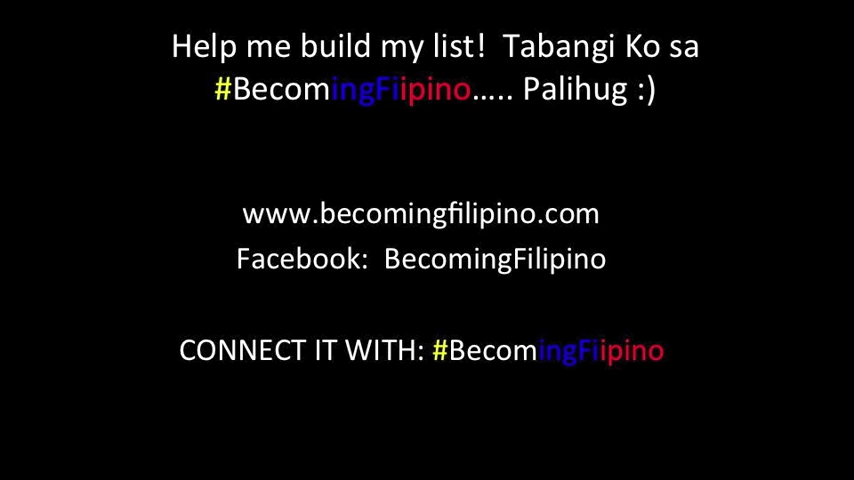 Help me build my list! Tabangi Ko sa
#BecomingFiipino..... Palihug :)
www.becomingfilipino.com
Facebook: BecomingFilipino
CONNECT IT WITH: #BecomingFiipino